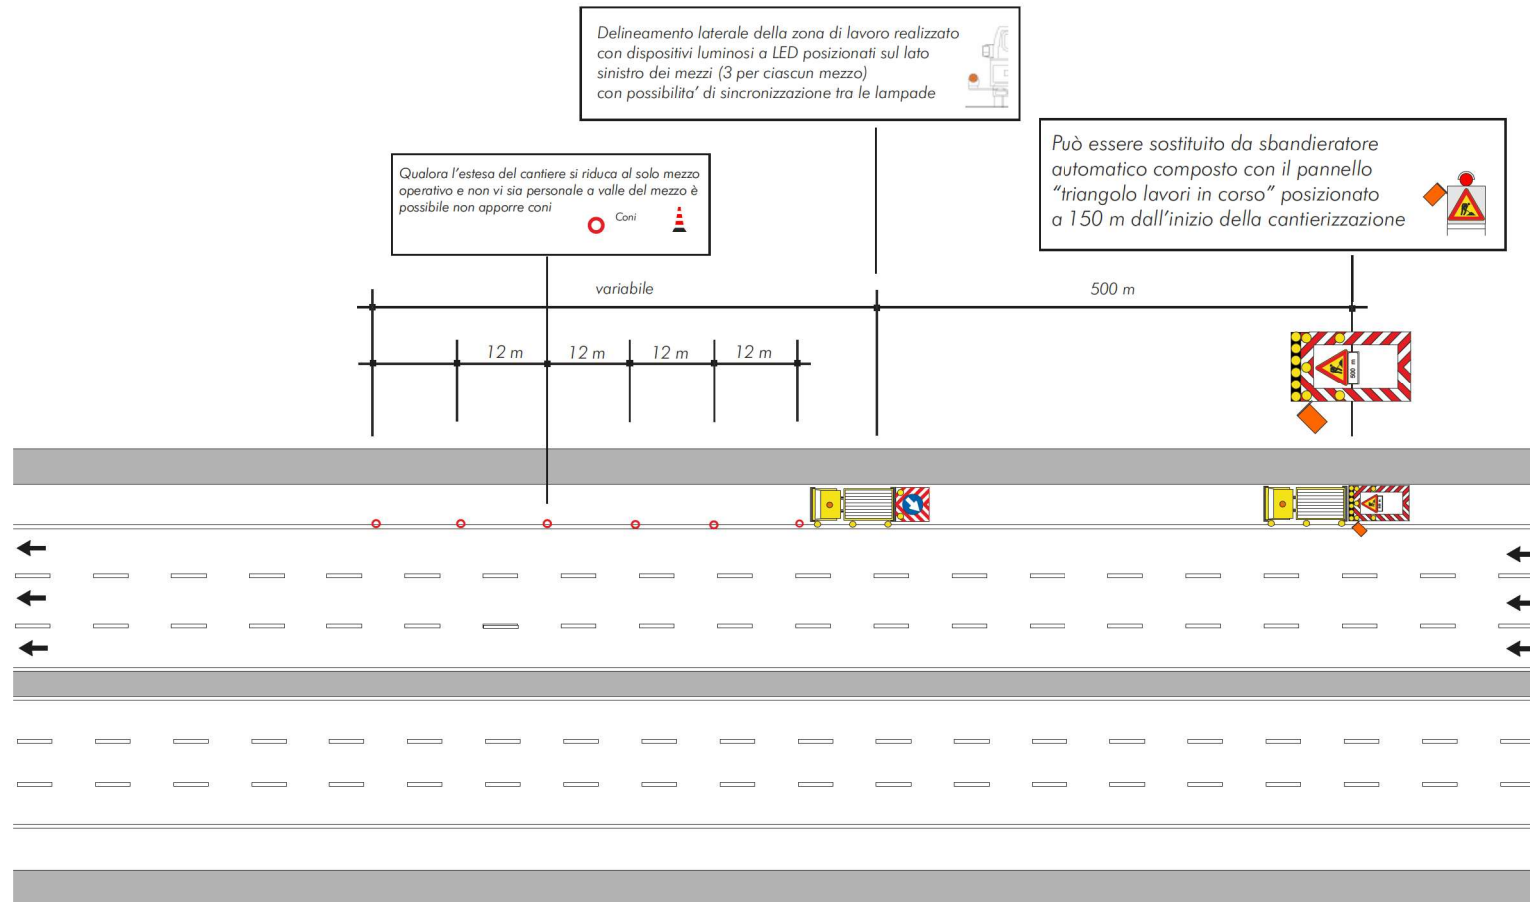 Delineamento laterale della zona di lavoro realizzato
con dispositivi luminosi a LED posizionati sul lato
sinistro dei mezzi (3 per ciascun mezzo)
con possibilita’ di sincronizzazione tra le lampade
Può essere sostituito da sbandieratore
automatico composto con il pannello
“triangolo lavori in corso” posizionato
a 150 m dall’inizio della cantierizzazione
Qualora l’estesa del cantiere si riduca al solo mezzo
operativo e non vi sia personale a valle del mezzo è
possibile non apporre coni
Coni
variabile
500 m
12 m
12 m
12 m
12 m
500 m